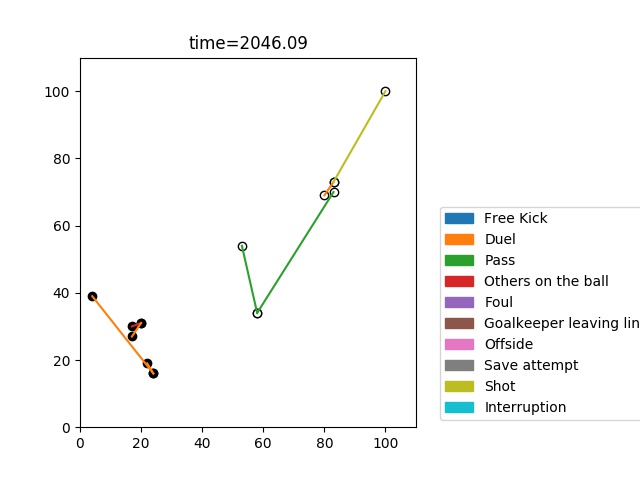 time=2046.09
100
80
60
40
20
0
0 20 40 60 80 100
Free Kick
Duel
Pass
Others on the ball
Foul
Goalkeeper leaving lin
Offside
Save attempt
Shot
Interruption